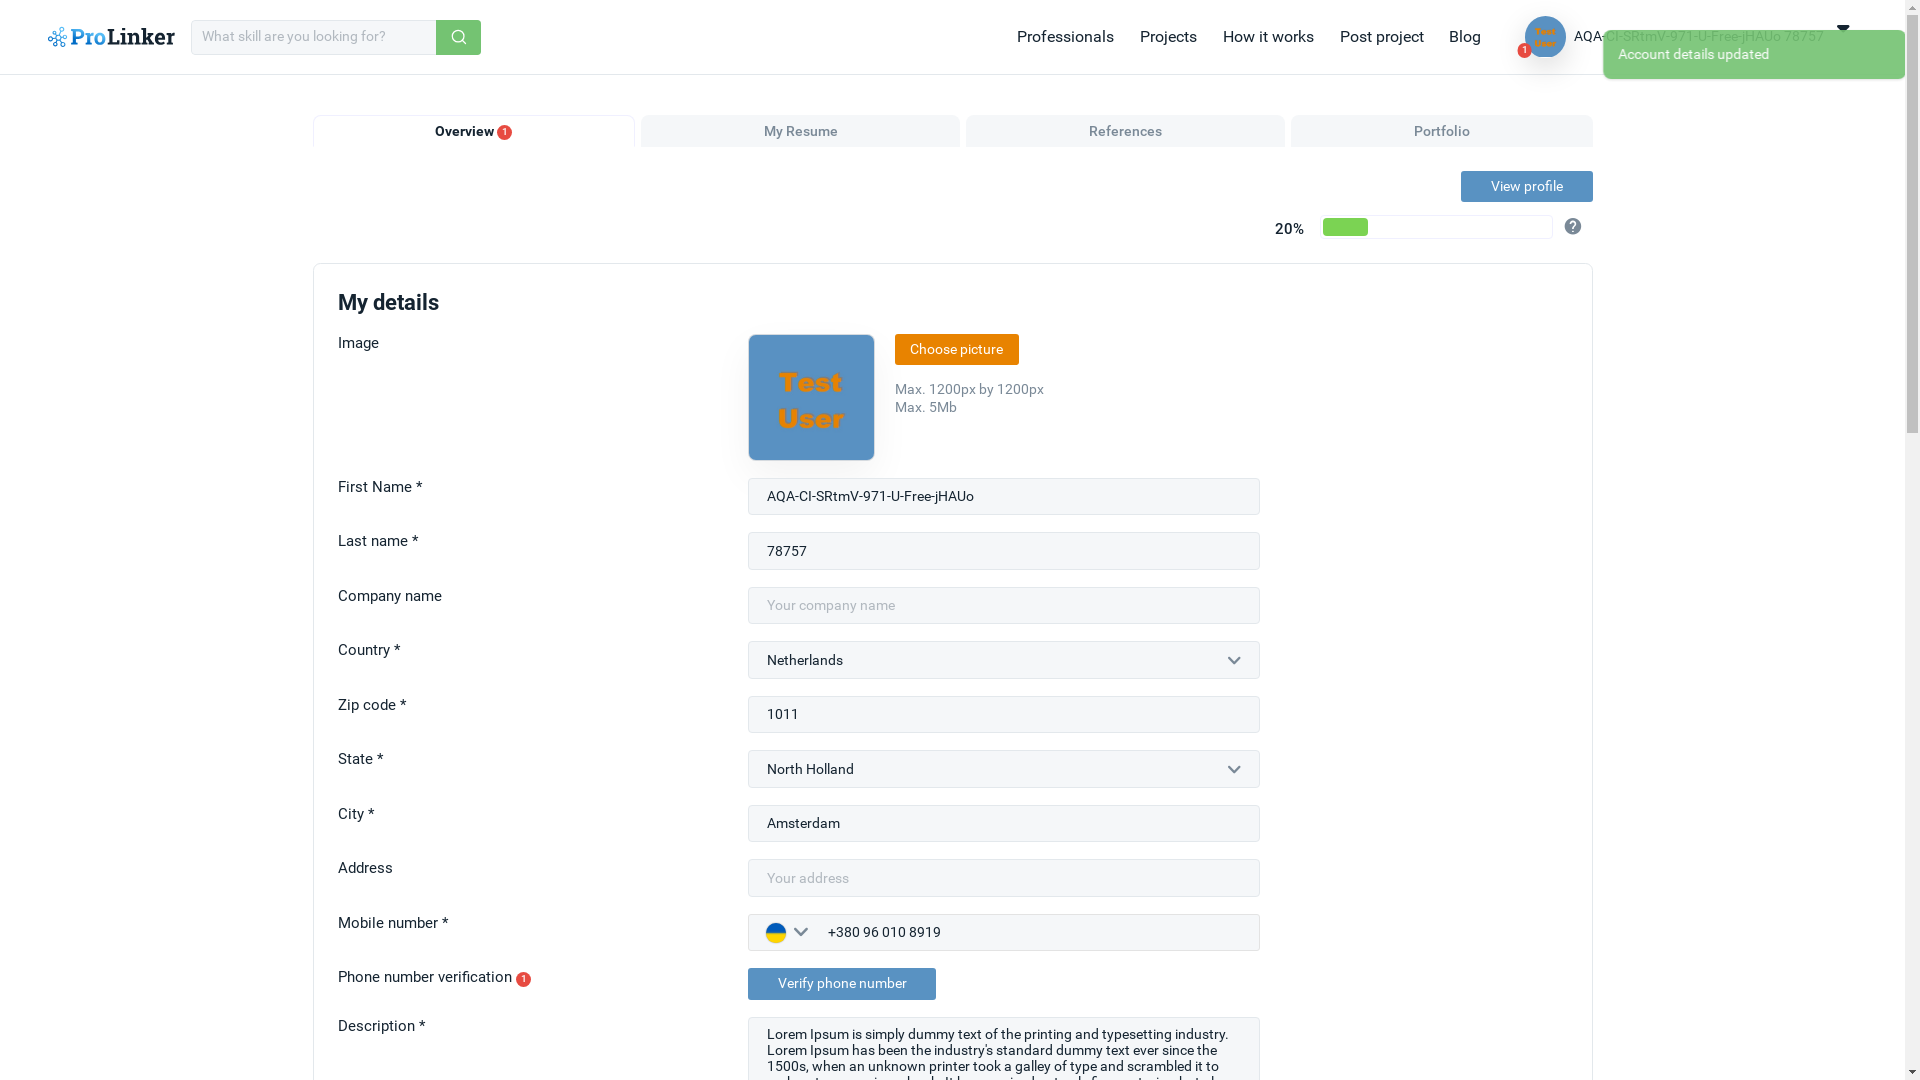 ProLinker
What skill are you looking for?
Professionals
Projects
How it works
Post project
Blog
Test
User
1
AQA-CI-SRtmV-971-U-Free-jHAUo 78757
Account details updated
Overview 1
My Resume
References
Portfolio
View profile
20%
?
My details
Image
Test
User
Choose picture
Max. 1200px by 1200px
Max. 5Mb
First Name *
AQA-CI-SRtmV-971-U-Free-jHAUo
Last name *
78757
Company name
Your company name
Country *
Netherlands
Zip code *
1011
State *
North Holland
City *
Amsterdam
Address
Your address
Mobile number *
+380 96 010 8919
Phone number verification 1
Verify phone number
Description *
Lorem Ipsum is simply dummy text of the printing and typesetting industry.
Lorem Ipsum has been the industry's standard dummy text ever since the
1500s, when an unknown printer took a galley of type and scrambled it to